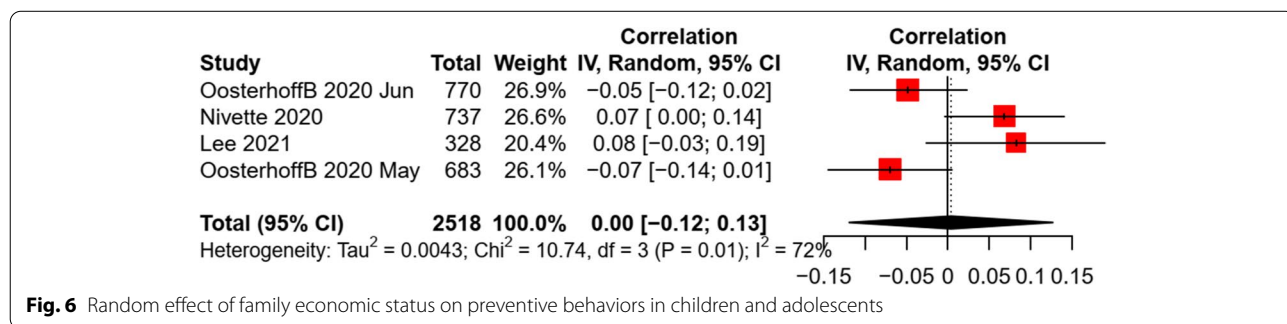 Correlation Correlation
Study Total Weight IV, Random, 95% CI IV, Random, 95% CI
OosterhoffB 2020 Jun 770 26.9% −0.05 [−0.12; 0.02]
Nivette 2020 737 26.6% 0.07 [ 0.00; 0.14]
Lee 2021 328 20.4% 0.08 [−0.03; 0.19]
OosterhoffB 2020 May 683 26.1% −0.07 [−0.14; 0.01]
Total (95% CI) 2518 100.0% 0.00 [−0.12; 0.13]
Heterogeneity: Tau² = 0.0043; Chi² = 10.74, df = 3 (P = 0.01); I² = 72%
−0.15 −0.05 0 0.05 0.1 0.15
Fig. 6 Random effect of family economic status on preventive behaviors in children and adolescents